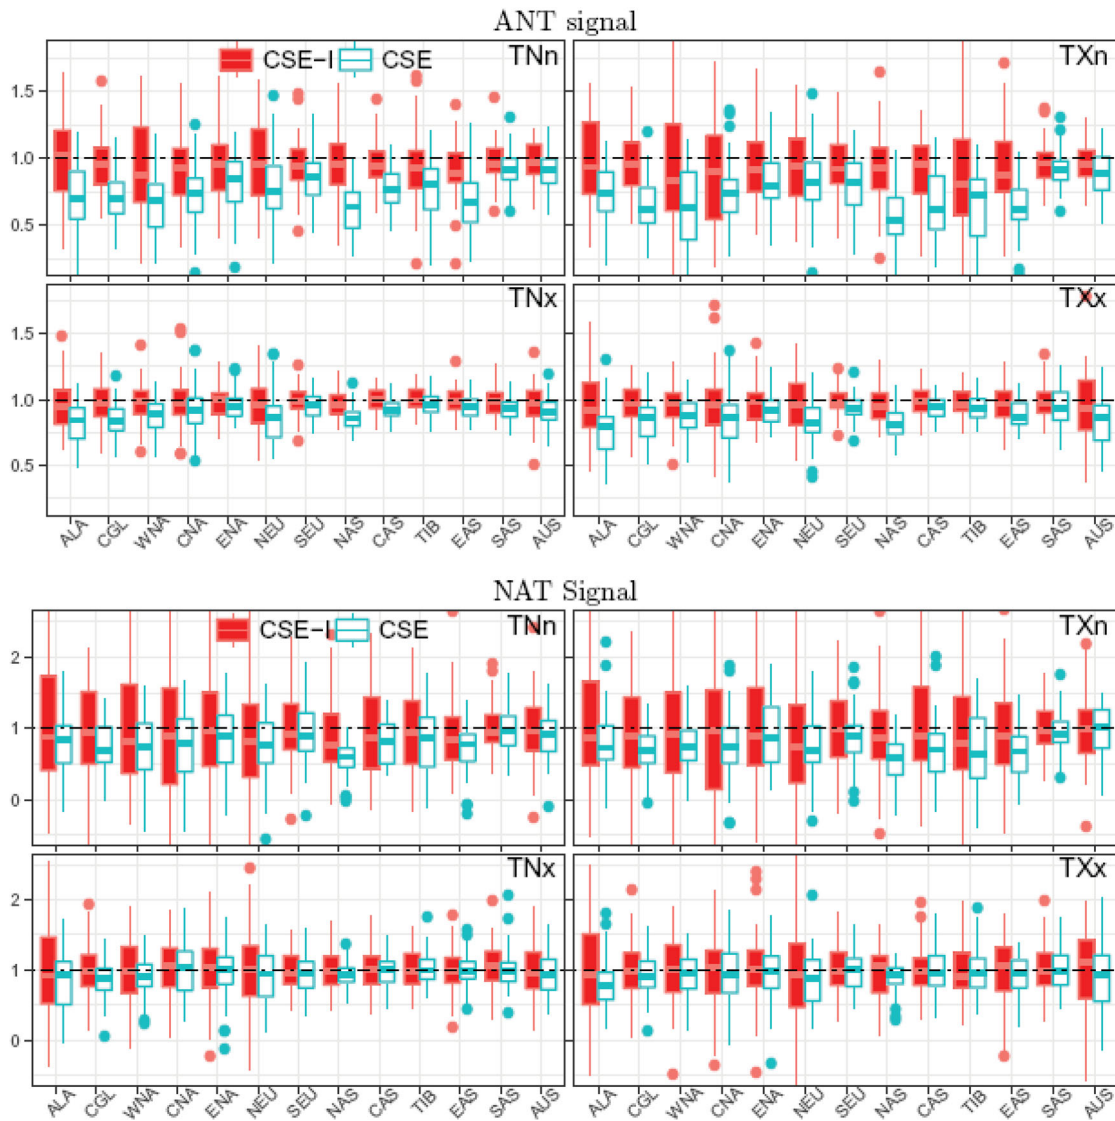 ANT signal
CSE-I CSE TNn TXn
1.5
1.0
0.5
TNx TXx
1.5
1.0
0.5
ALA CGL WNA CNA ENA NEU SEU NAS CAS TIB EAS SAS AUS ALA CGL WNA CNA ENA NEU SEU NAS CAS TIB EAS SAS AUS
NAT Signal
CSE-I CSE TNn TXn
2
1
0
TNx TXx
2
1
0
ALA CGL WNA CNA ENA NEU SEU NAS CAS TIB EAS SAS AUS ALA CGL WNA CNA ENA NEU SEU NAS CAS TIB EAS SAS AUS